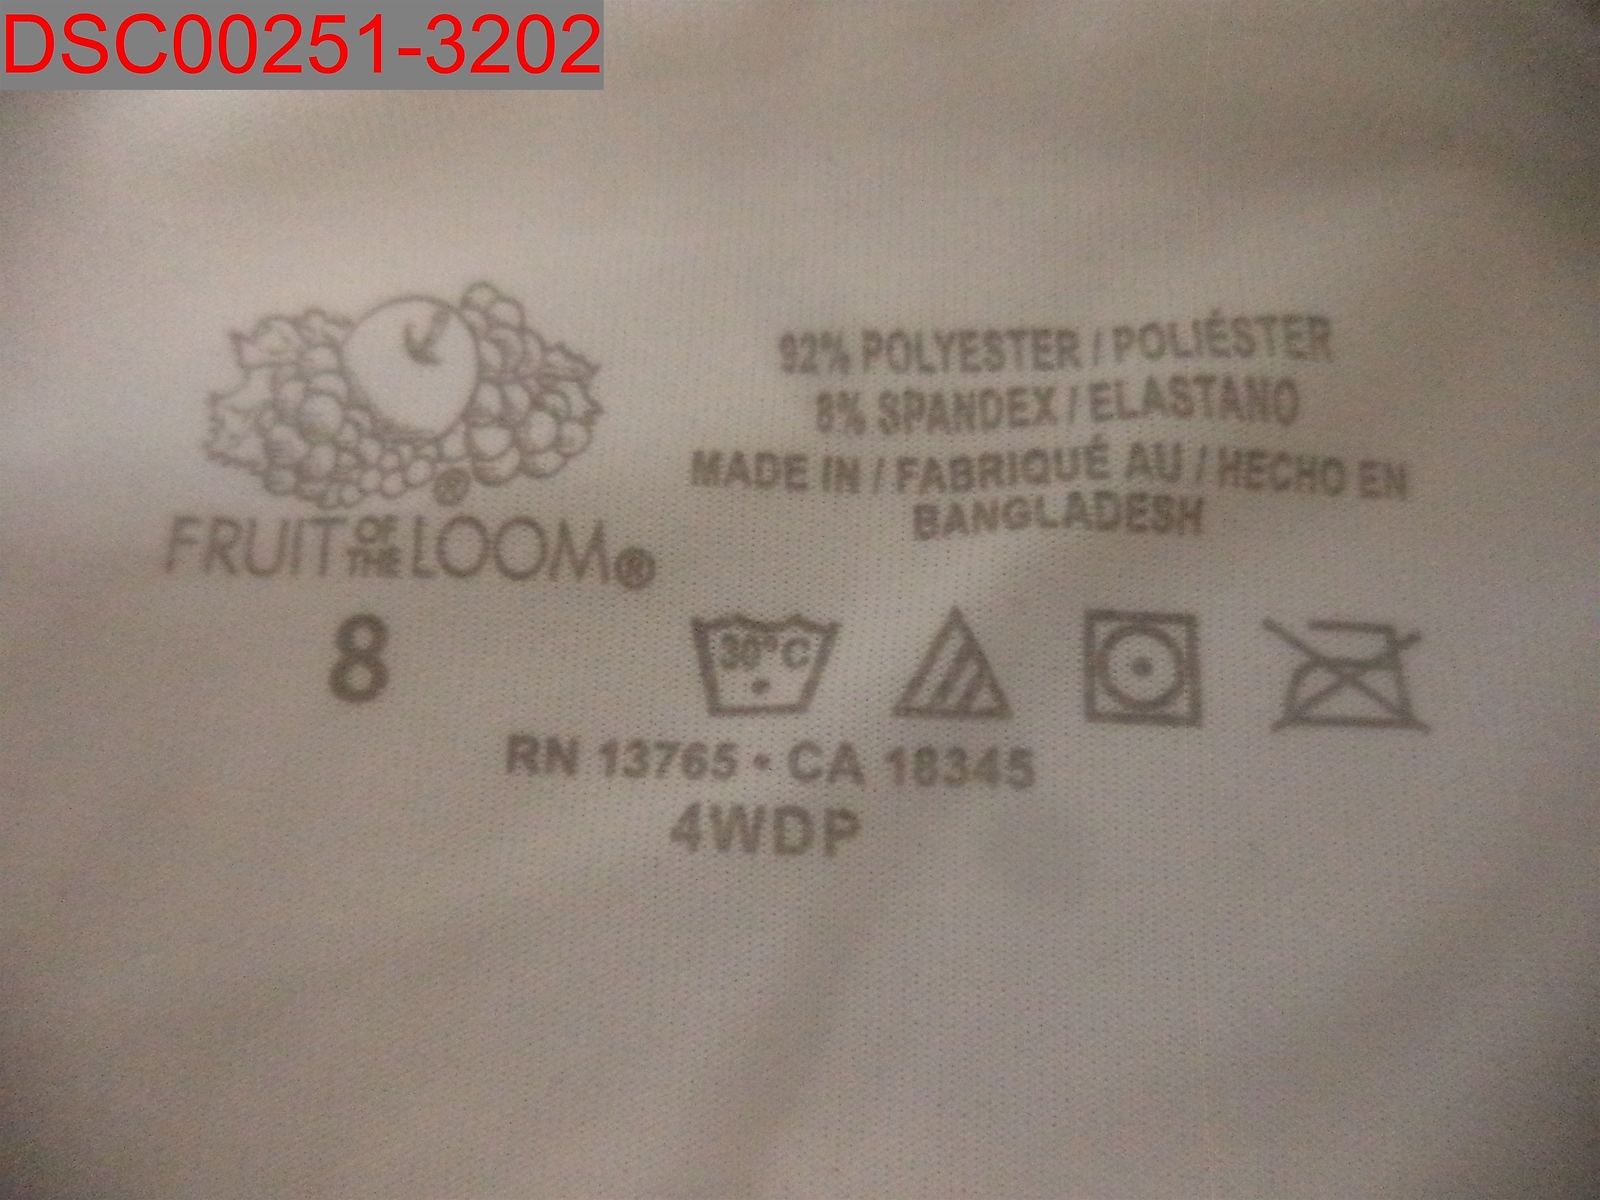 DSC00251-3202
FRUIT OF THE LOOM®
8
92% POLYESTER / POLIÉSTER
8% SPANDEX / ELASTANO
MADE IN / FABRIQUÉ AU / HECHO EN
BANGLADESH
30°C
RN 13765 • CA 18345
4WDP